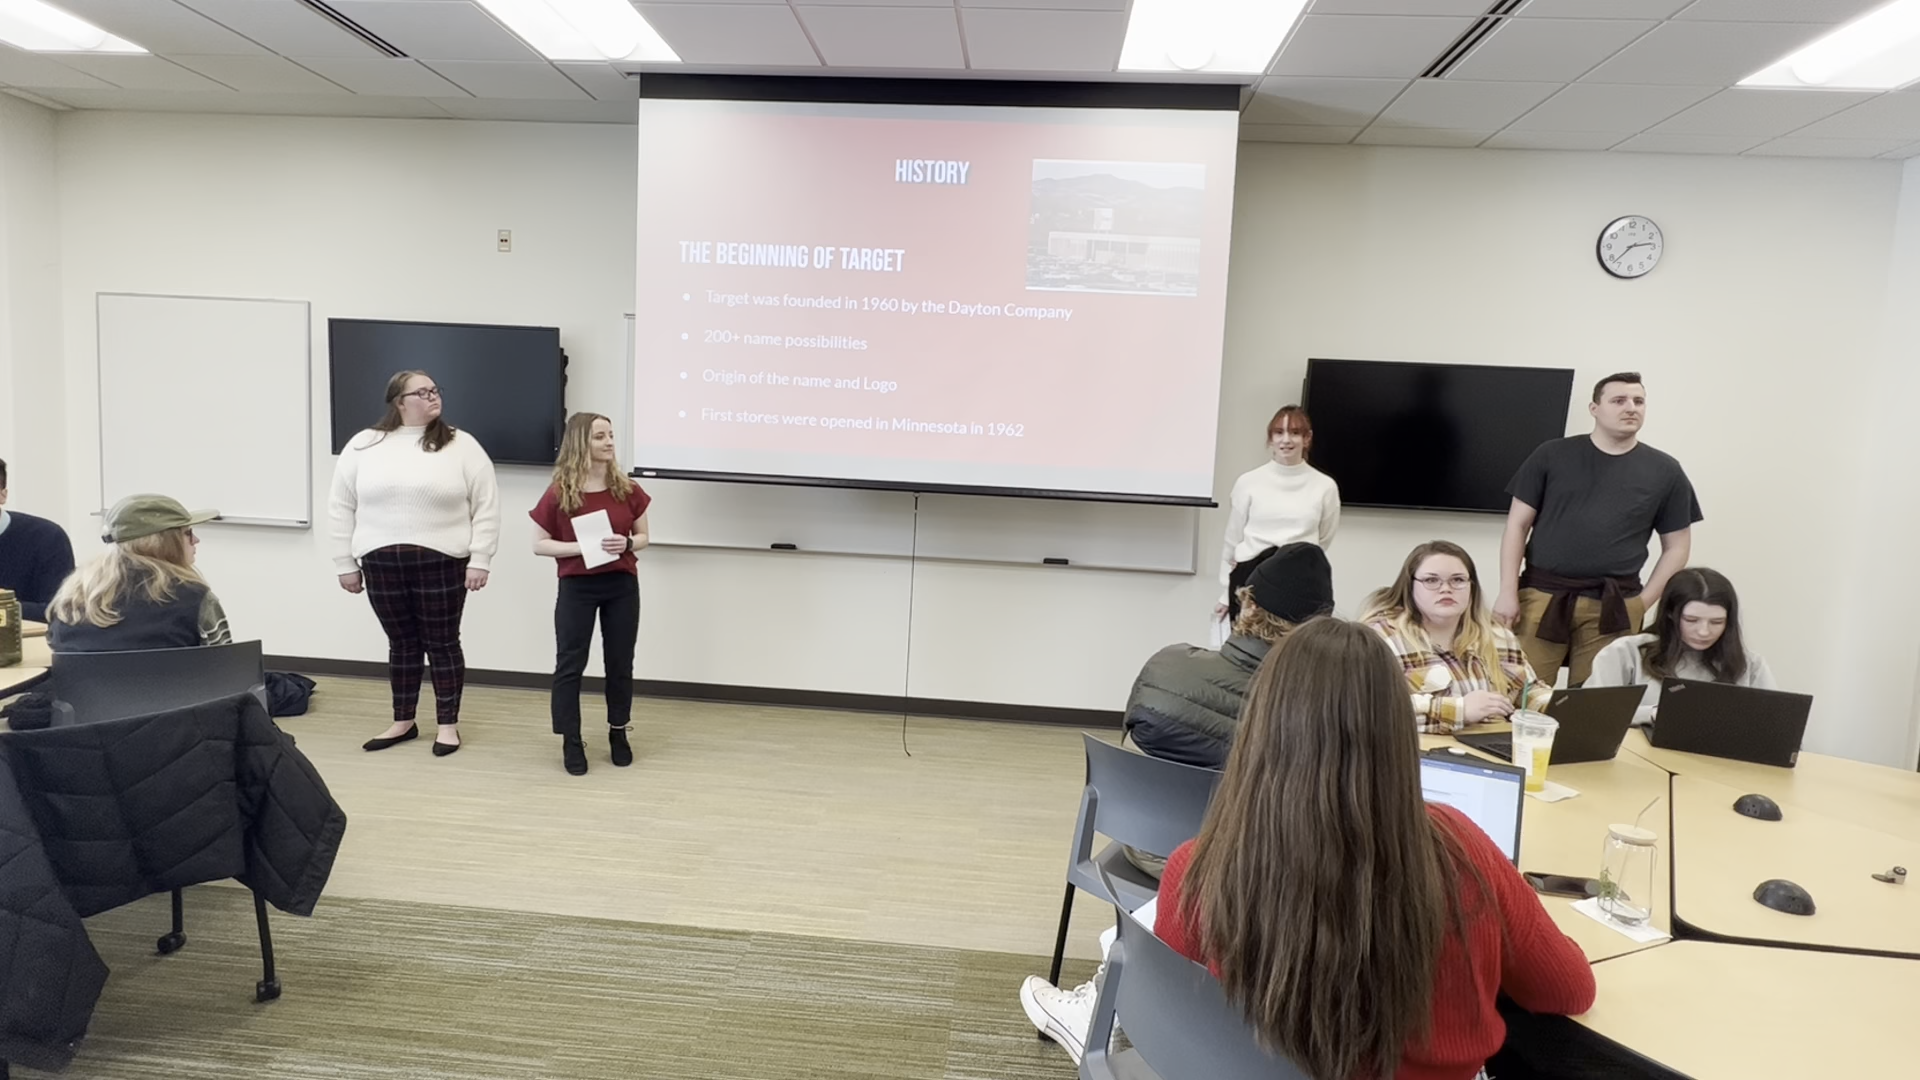 HISTORY
THE BEGINNING OF TARGET
Target was founded in 1960 by the Dayton Company
200+ name possibilities
Origin of the name and Logo
First stores were opened in Minnesota in 1962